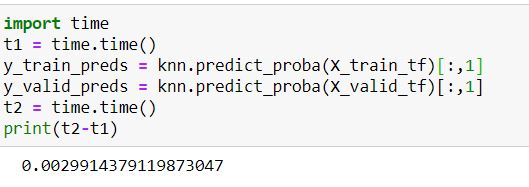 import time
t1 = time.time()
y_train_preds = knn.predict_proba(X_train_tf)[:,1]
y_valid_preds = knn.predict_proba(X_valid_tf)[:,1]
t2 = time.time()
print(t2-t1)
0.0029914379119873047